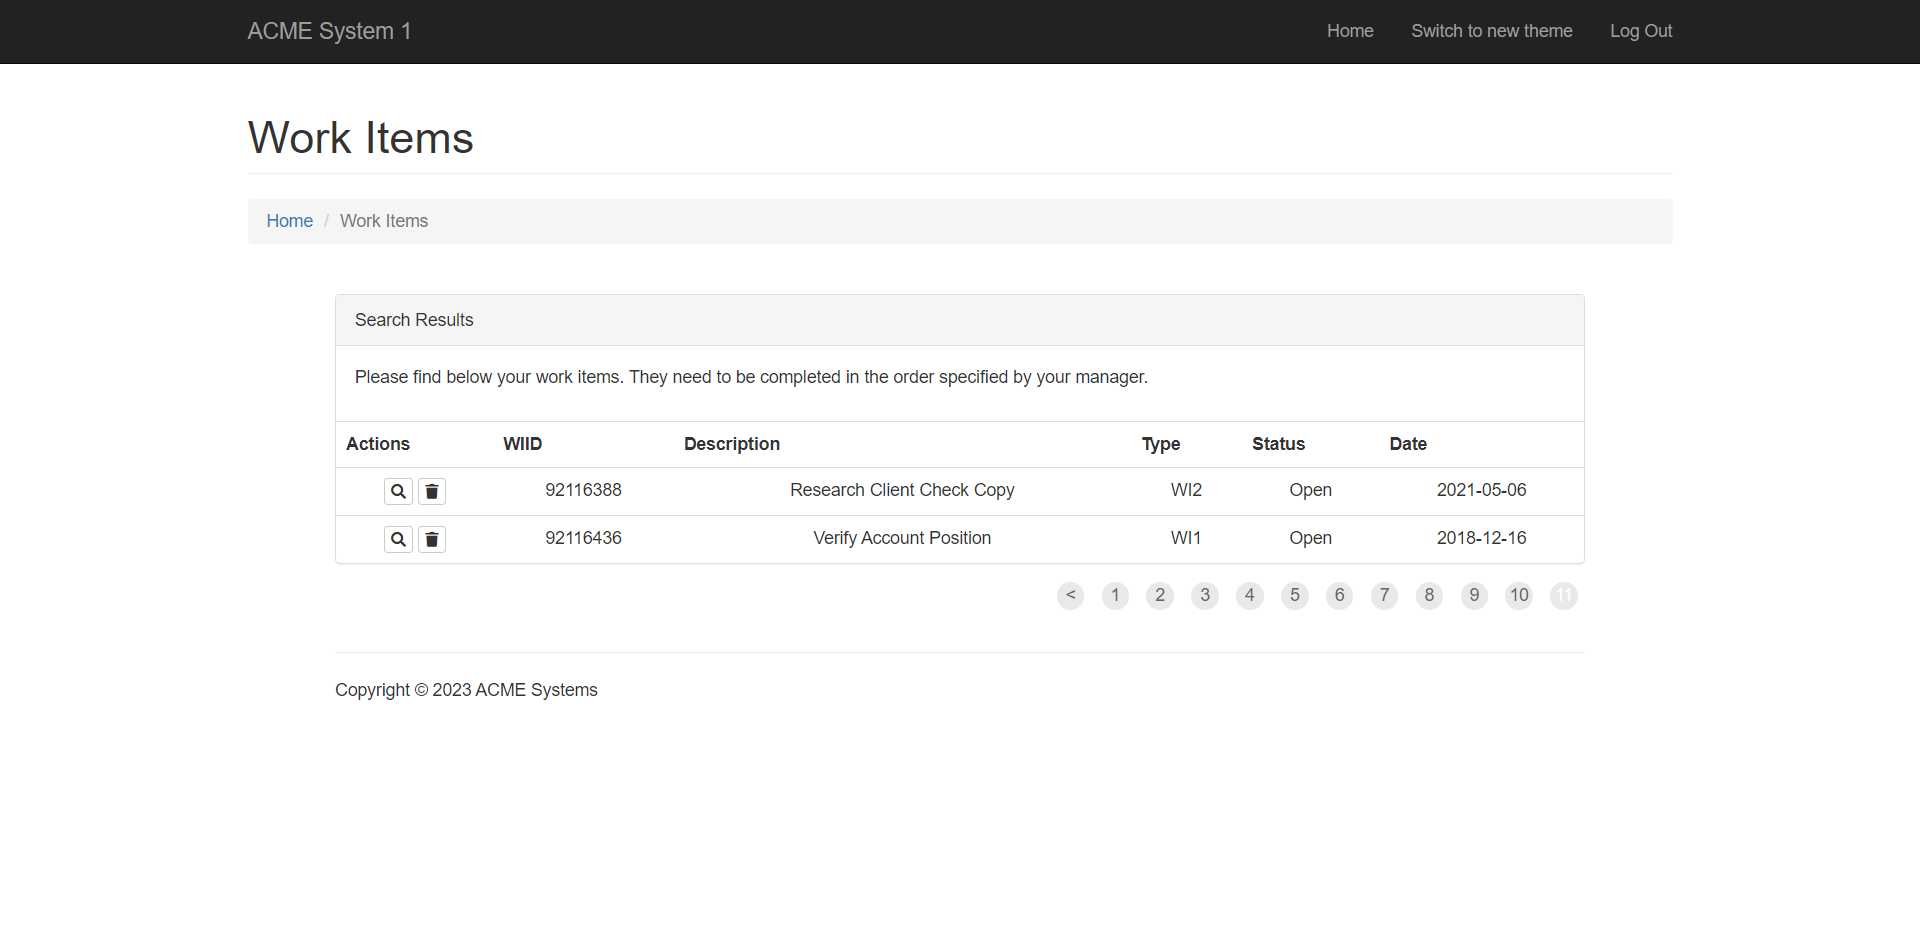 ACME System 1 Home Switch to new theme Log Out
Work Items
Home / Work Items
Search Results
Please find below your work items. They need to be completed in the order specified by your manager.
Actions WIID Description Type Status Date
92116388 Research Client Check Copy WI2 Open 2021-05-06
92116436 Verify Account Position WI1 Open 2018-12-16
< 1 2 3 4 5 6 7 8 9 10 11
Copyright © 2023 ACME Systems